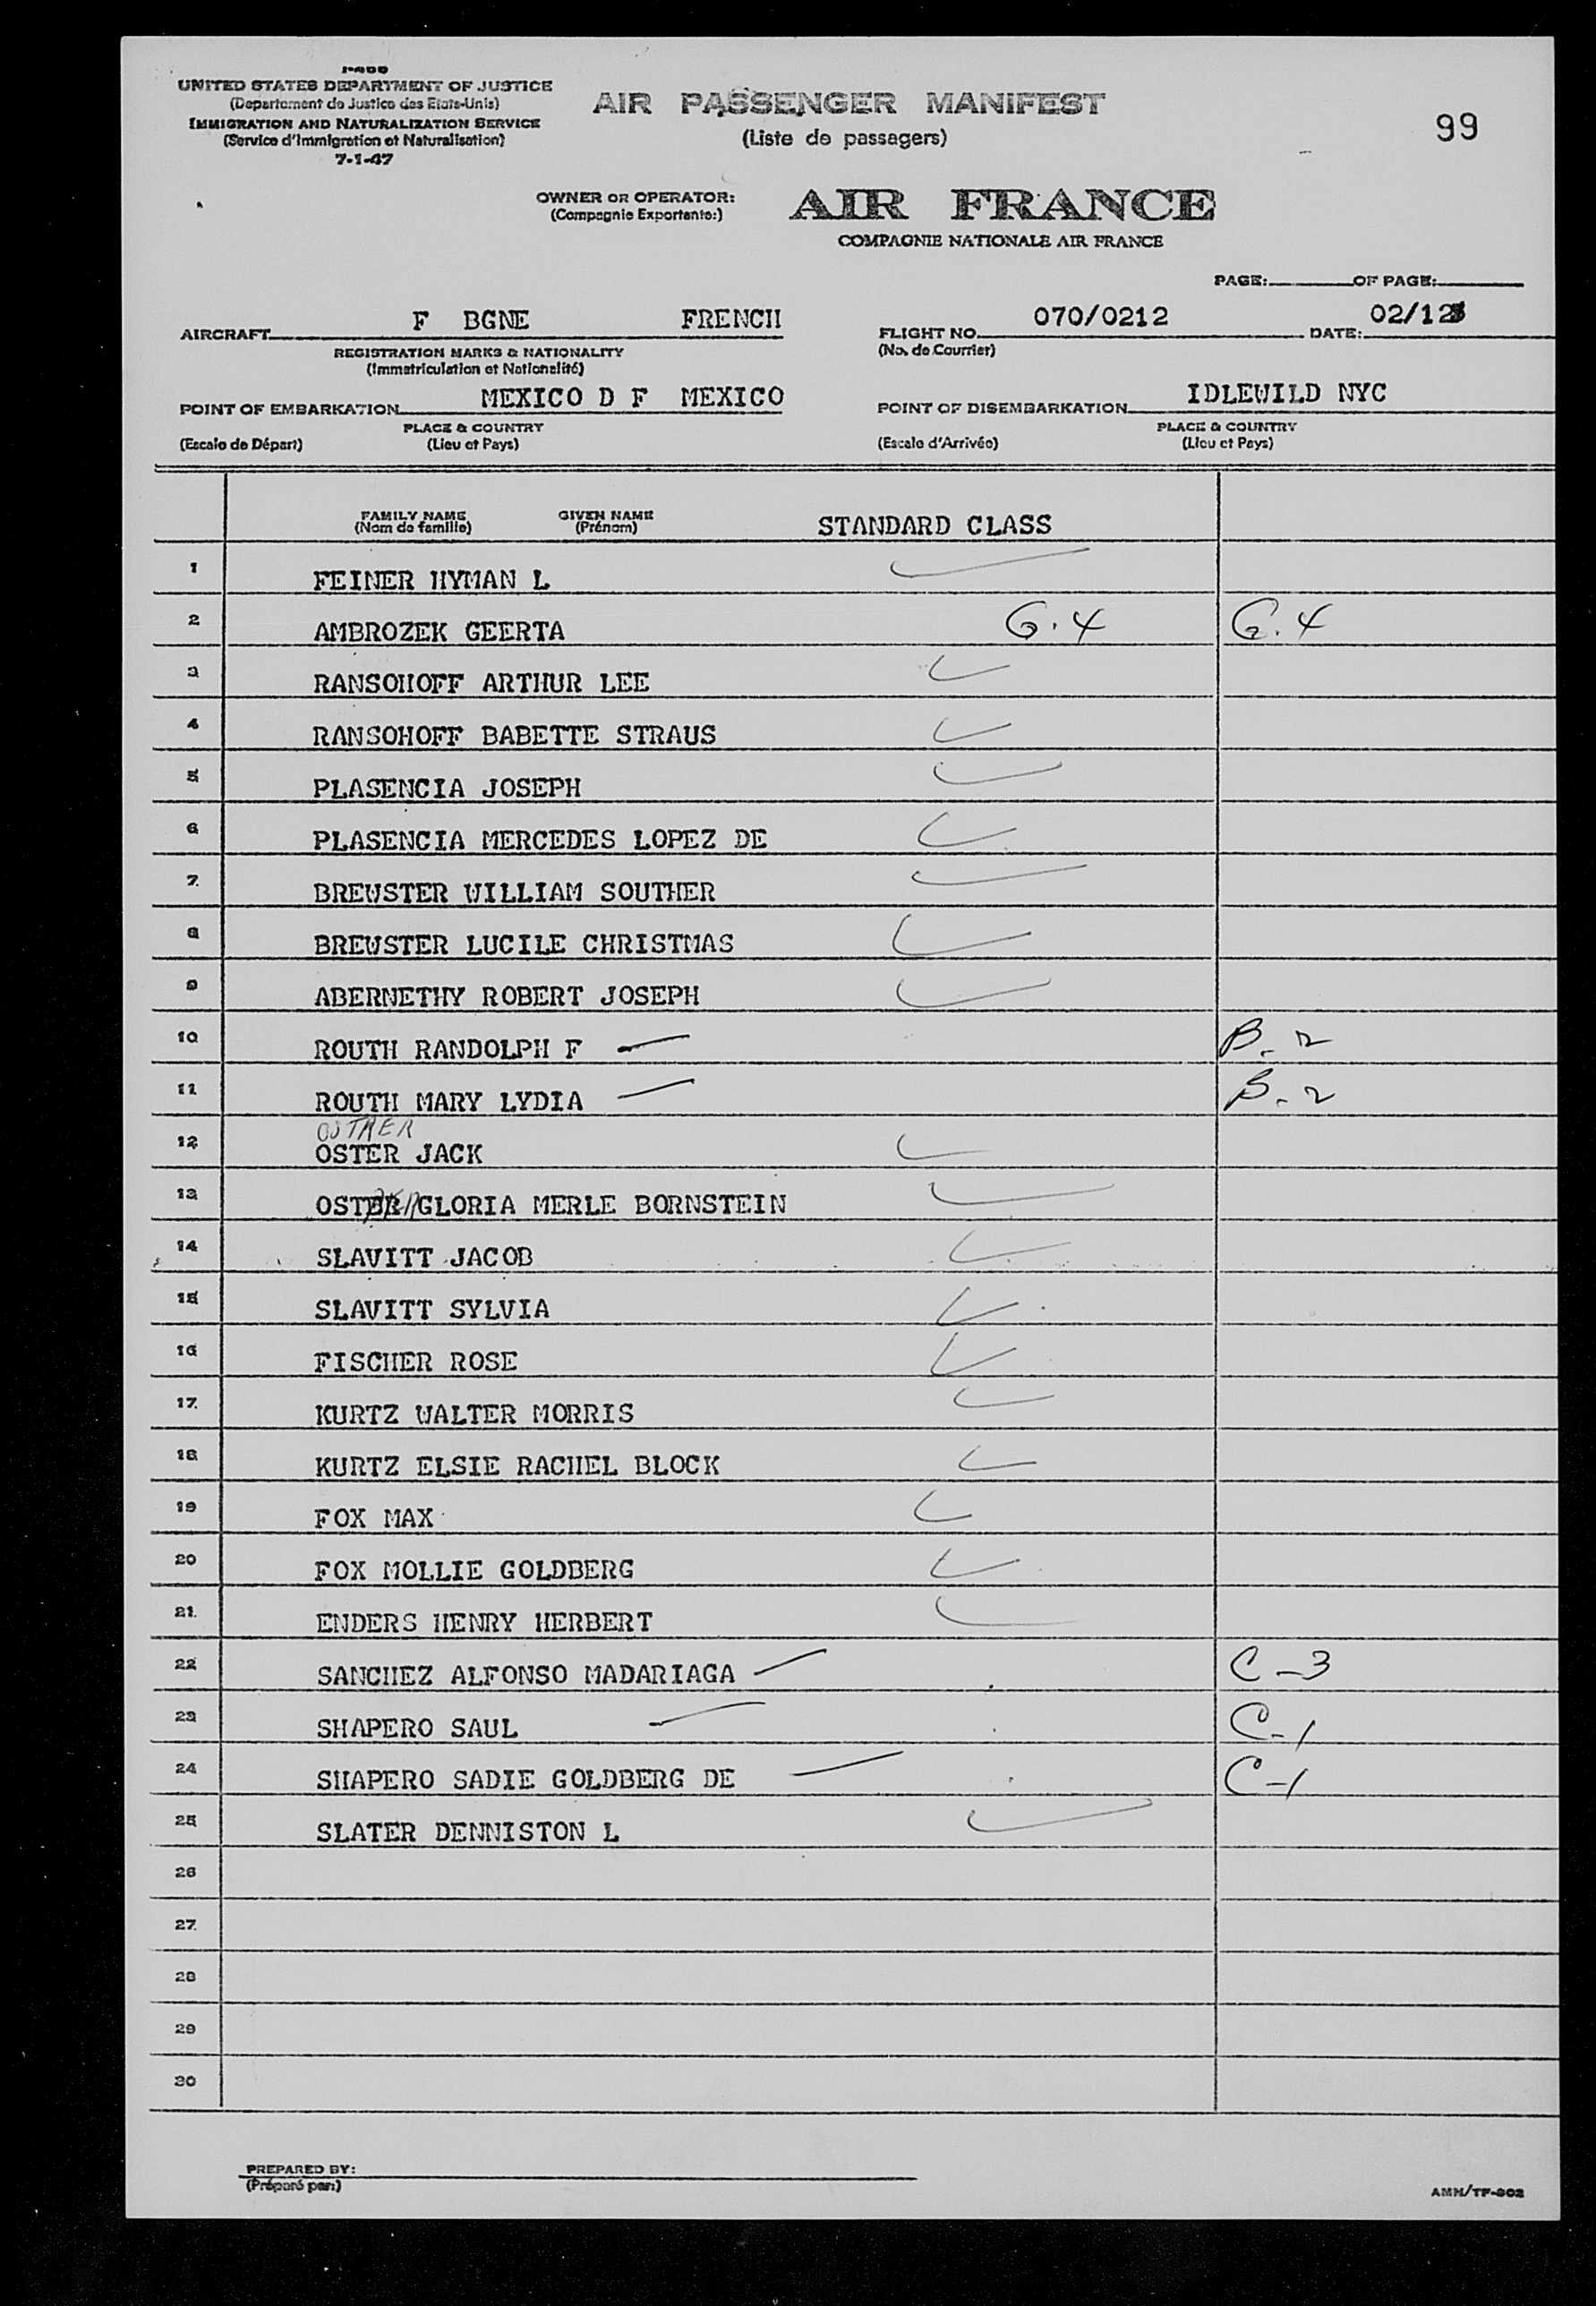 I-466
UNITED STATES DEPARTMENT OF JUSTICE
(Departement de Justice des Etats-Unis)
IMMIGRATION AND NATURALIZATION SERVICE
(Service d'Immigration et Naturalisation)
7-1-47
AIR PASSENGER MANIFEST
(Liste de passagers)
99
OWNER OR OPERATOR: AIR FRANCE
(Compagnie Exportante:)
COMPAGNIE NATIONALE AIR FRANCE
PAGE: OF PAGE:
AIRCRAFT F BGNE FRENCH
REGISTRATION MARKS & NATIONALITY
(Immatriculation et Nationalité)
FLIGHT NO. 070/0212 DATE: 02/12
(No. de Courrier)
POINT OF EMBARKATION MEXICO D F MEXICO
PLACE & COUNTRY
(Escale de Départ) (Lieu et Pays)
POINT OF DISEMBARKATION IDLEWILD NYC
PLACE & COUNTRY
(Escale d'Arrivée) (Lieu et Pays)
FAMILY NAME GIVEN NAME STANDARD CLASS
(Nom de famille) (Prénom)
1 FEINER HYMAN L
2 AMBROZEK GEERTA G.4 G.4
3 RANSOHOFF ARTHUR LEE
4 RANSOHOFF BABETTE STRAUS
5 PLASENCIA JOSEPH
6 PLASENCIA MERCEDES LOPEZ DE
7 BREWSTER WILLIAM SOUTHER
8 BREWSTER LUCILE CHRISTMAS
9 ABERNETHY ROBERT JOSEPH
10 ROUTH RANDOLPH F B-2
11 ROUTH MARY LYDIA B-2
OSTHER
12 OSTER JACK
13 OSTER GLORIA MERLE BORNSTEIN
14 SLAVITT JACOB
15 SLAVITT SYLVIA
16 FISCHER ROSE
17 KURTZ WALTER MORRIS
18 KURTZ ELSIE RACHEL BLOCK
19 FOX MAX
20 FOX MOLLIE GOLDBERG
21 ENDERS HENRY HERBERT
22 SANCHEZ ALFONSO MADARIAGA C-3
23 SHAPERO SAUL C-1
24 SHAPERO SADIE GOLDBERG DE C-1
25 SLATER DENNISTON L
26
27
28
29
30
PREPARED BY:
(Préparé par:)
AMN/TF-802